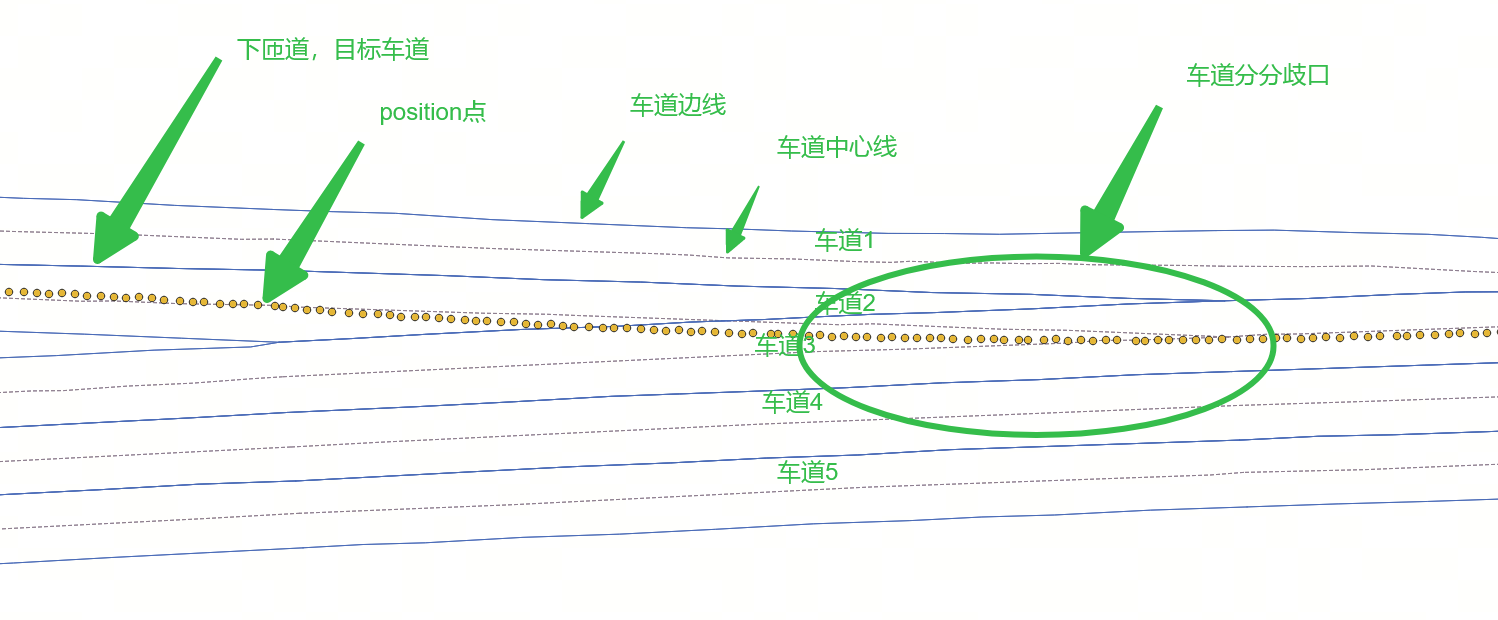 下匝道，目标车道
position点
车道边线
车道中心线
车道分分歧口
车道1
车道2
车道3
车道4
车道5